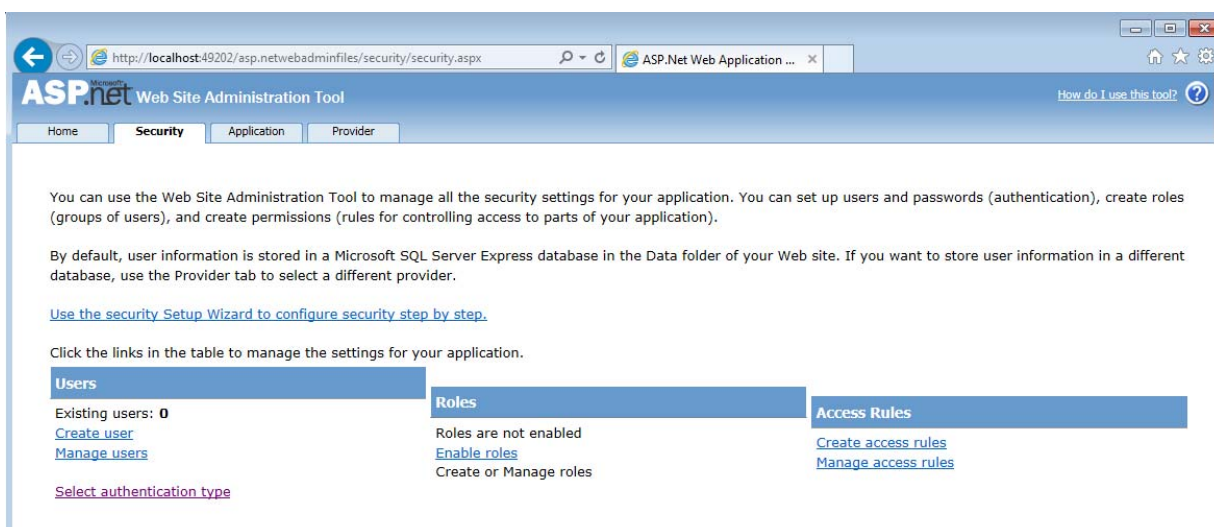 http://localhost:49202/asp.netwebadminfiles/security/security.aspx
ASP.Net Web Application ...
Microsoft
ASP.net Web Site Administration Tool
How do I use this tool? ?
Home Security Application Provider
You can use the Web Site Administration Tool to manage all the security settings for your application. You can set up users and passwords (authentication), create roles
(groups of users), and create permissions (rules for controlling access to parts of your application).
By default, user information is stored in a Microsoft SQL Server Express database in the Data folder of your Web site. If you want to store user information in a different
database, use the Provider tab to select a different provider.
Use the security Setup Wizard to configure security step by step.
Click the links in the table to manage the settings for your application.
Users
Existing users: 0
Create user
Manage users
Select authentication type
Roles
Roles are not enabled
Enable roles
Create or Manage roles
Access Rules
Create access rules
Manage access rules